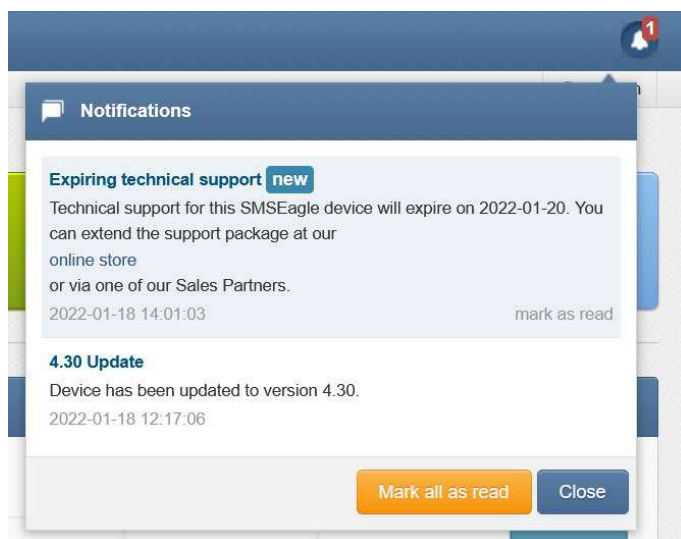 1
Notifications
Expiring technical support new
Technical support for this SMSEagle device will expire on 2022-01-20. You
can extend the support package at our
online store
or via one of our Sales Partners.
2022-01-18 14:01:03 mark as read
4.30 Update
Device has been updated to version 4.30.
2022-01-18 12:17:06
Mark all as read Close